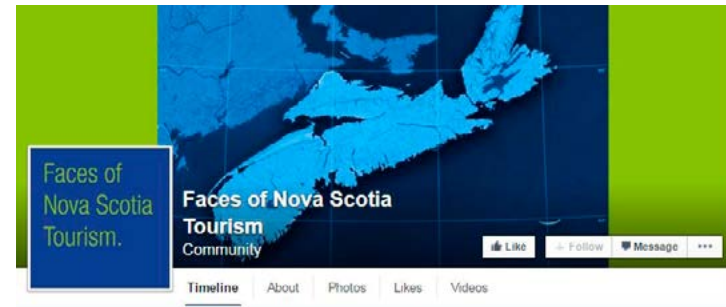 Faces of
Nova Scotia
Tourism.
Faces of Nova Scotia
Tourism
Community
Like
+ Follow
Message
•••
Timeline
About
Photos
Likes
Videos